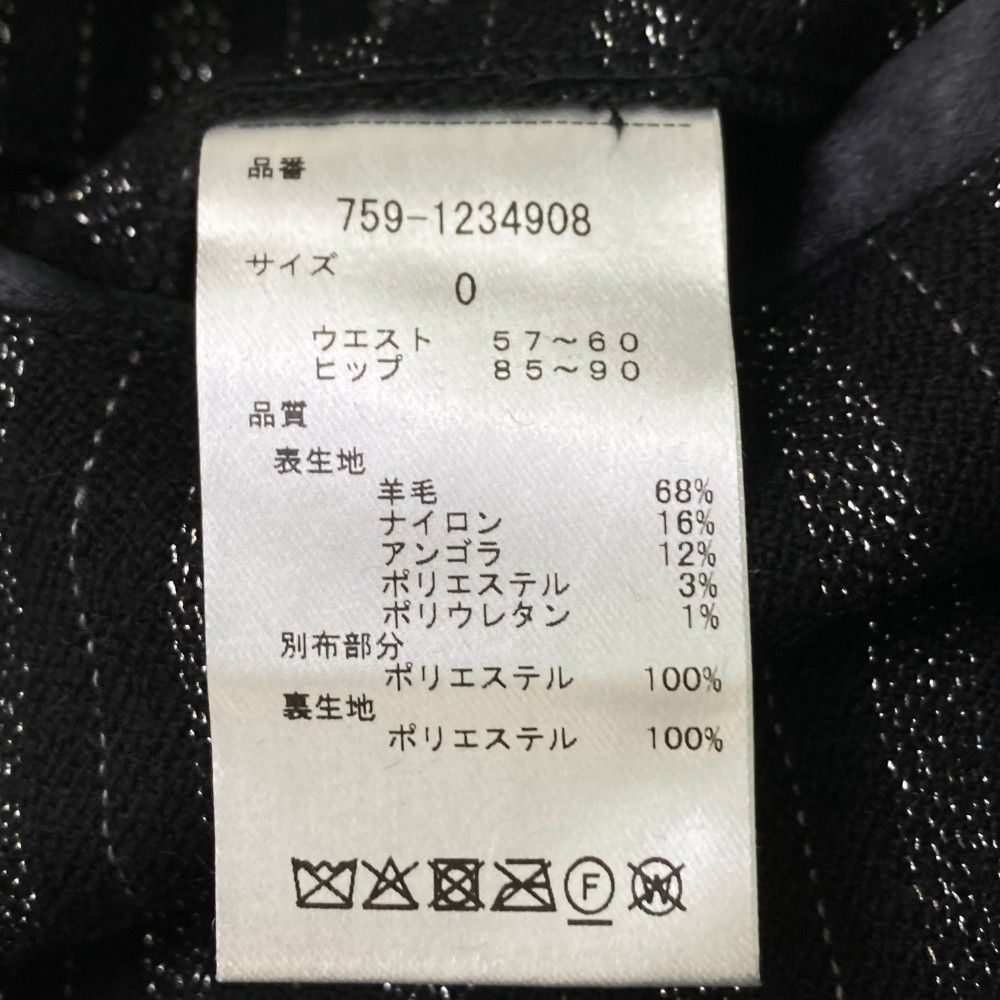 品番
759-1234908
サイズ
0
ウエスト 57～60
ヒップ 85～90
品質
表生地
羊毛 68%
ナイロン 16%
アンゴラ 12%
ポリエステル 3%
ポリウレタン 1%
別布部分
ポリエステル 100%
裏生地
ポリエステル 100%
F W